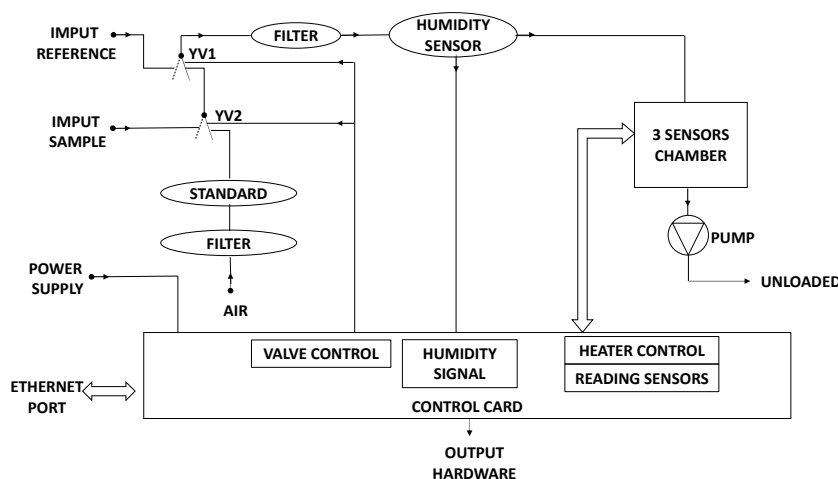 IMPUT
REFERENCE
YV1
FILTER
HUMIDITY
SENSOR
IMPUT
SAMPLE
YV2
3 SENSORS
CHAMBER
STANDARD
FILTER
PUMP
POWER
SUPPLY
AIR
UNLOADED
VALVE CONTROL
HUMIDITY
SIGNAL
HEATER CONTROL
READING SENSORS
ETHERNET
PORT
CONTROL CARD
OUTPUT
HARDWARE